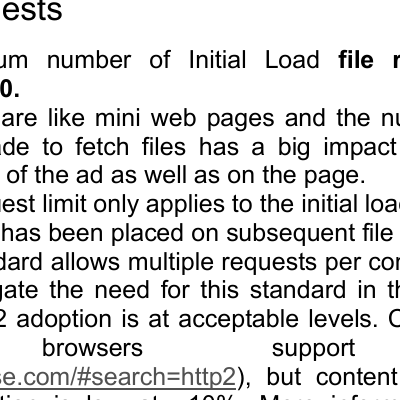 ests
um number of Initial Load file r
0.
are like mini web pages and the nu
ade to fetch files has a big impact
of the ad as well as on the page.
uest limit only applies to the initial loa
has been placed on subsequent file
dard allows multiple requests per con
gate the need for this standard in th
2 adoption is at acceptable levels. C
browsers support
se.com/#search=http2), but content